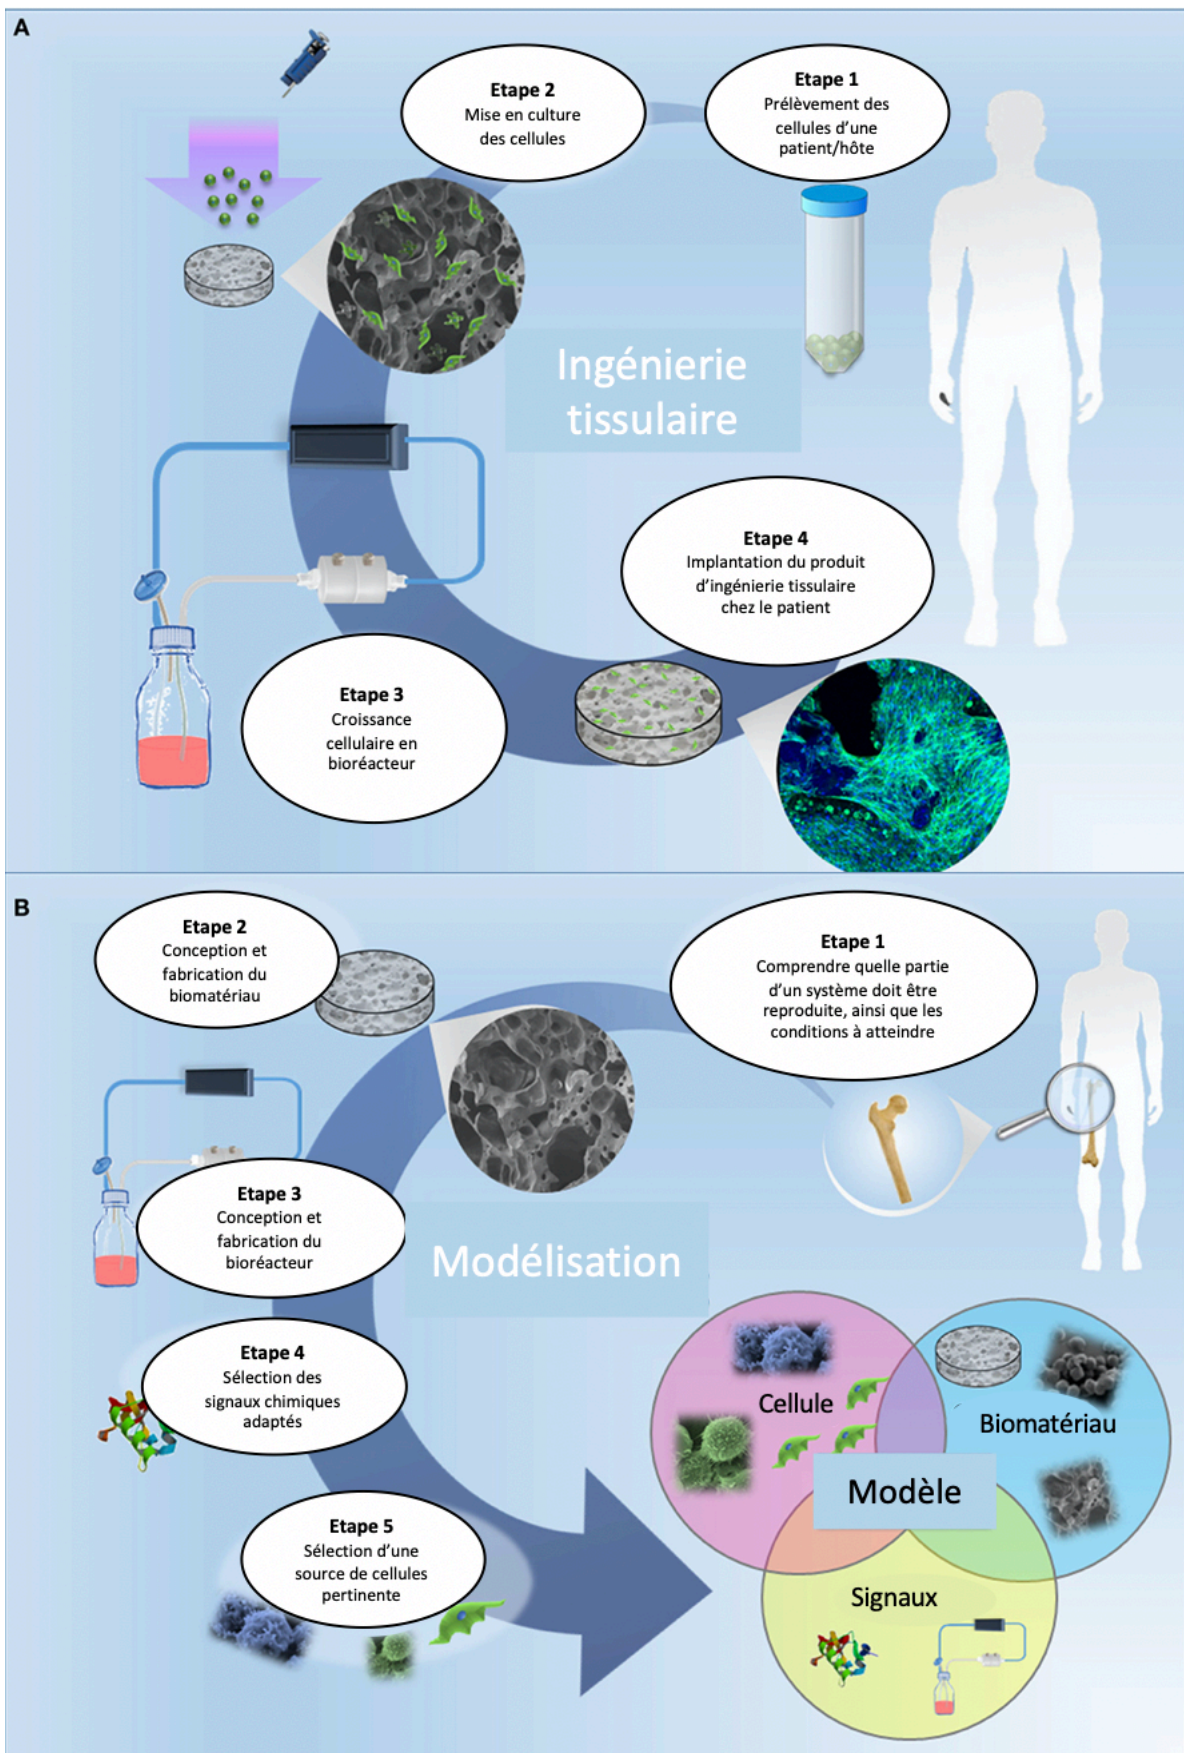 A
Etape 1
Prélèvement des
cellules d'une
patient/hôte
Etape 2
Mise en culture
des cellules
Ingénierie
tissulaire
Etape 3
Croissance
cellulaire en
bioréacteur
Etape 4
Implantation du produit
d'ingénierie tissulaire
chez le patient
B
Etape 1
Comprendre quelle partie
d'un système doit être
reproduite, ainsi que les
conditions à atteindre
Etape 2
Conception et
fabrication du
biomatériau
Etape 3
Conception et
fabrication du
bioréacteur
Modélisation
Etape 4
Sélection des
signaux chimiques
adaptés
Etape 5
Sélection d'une
source de cellules
pertinente
Cellule
Biomatériau
Modèle
Signaux